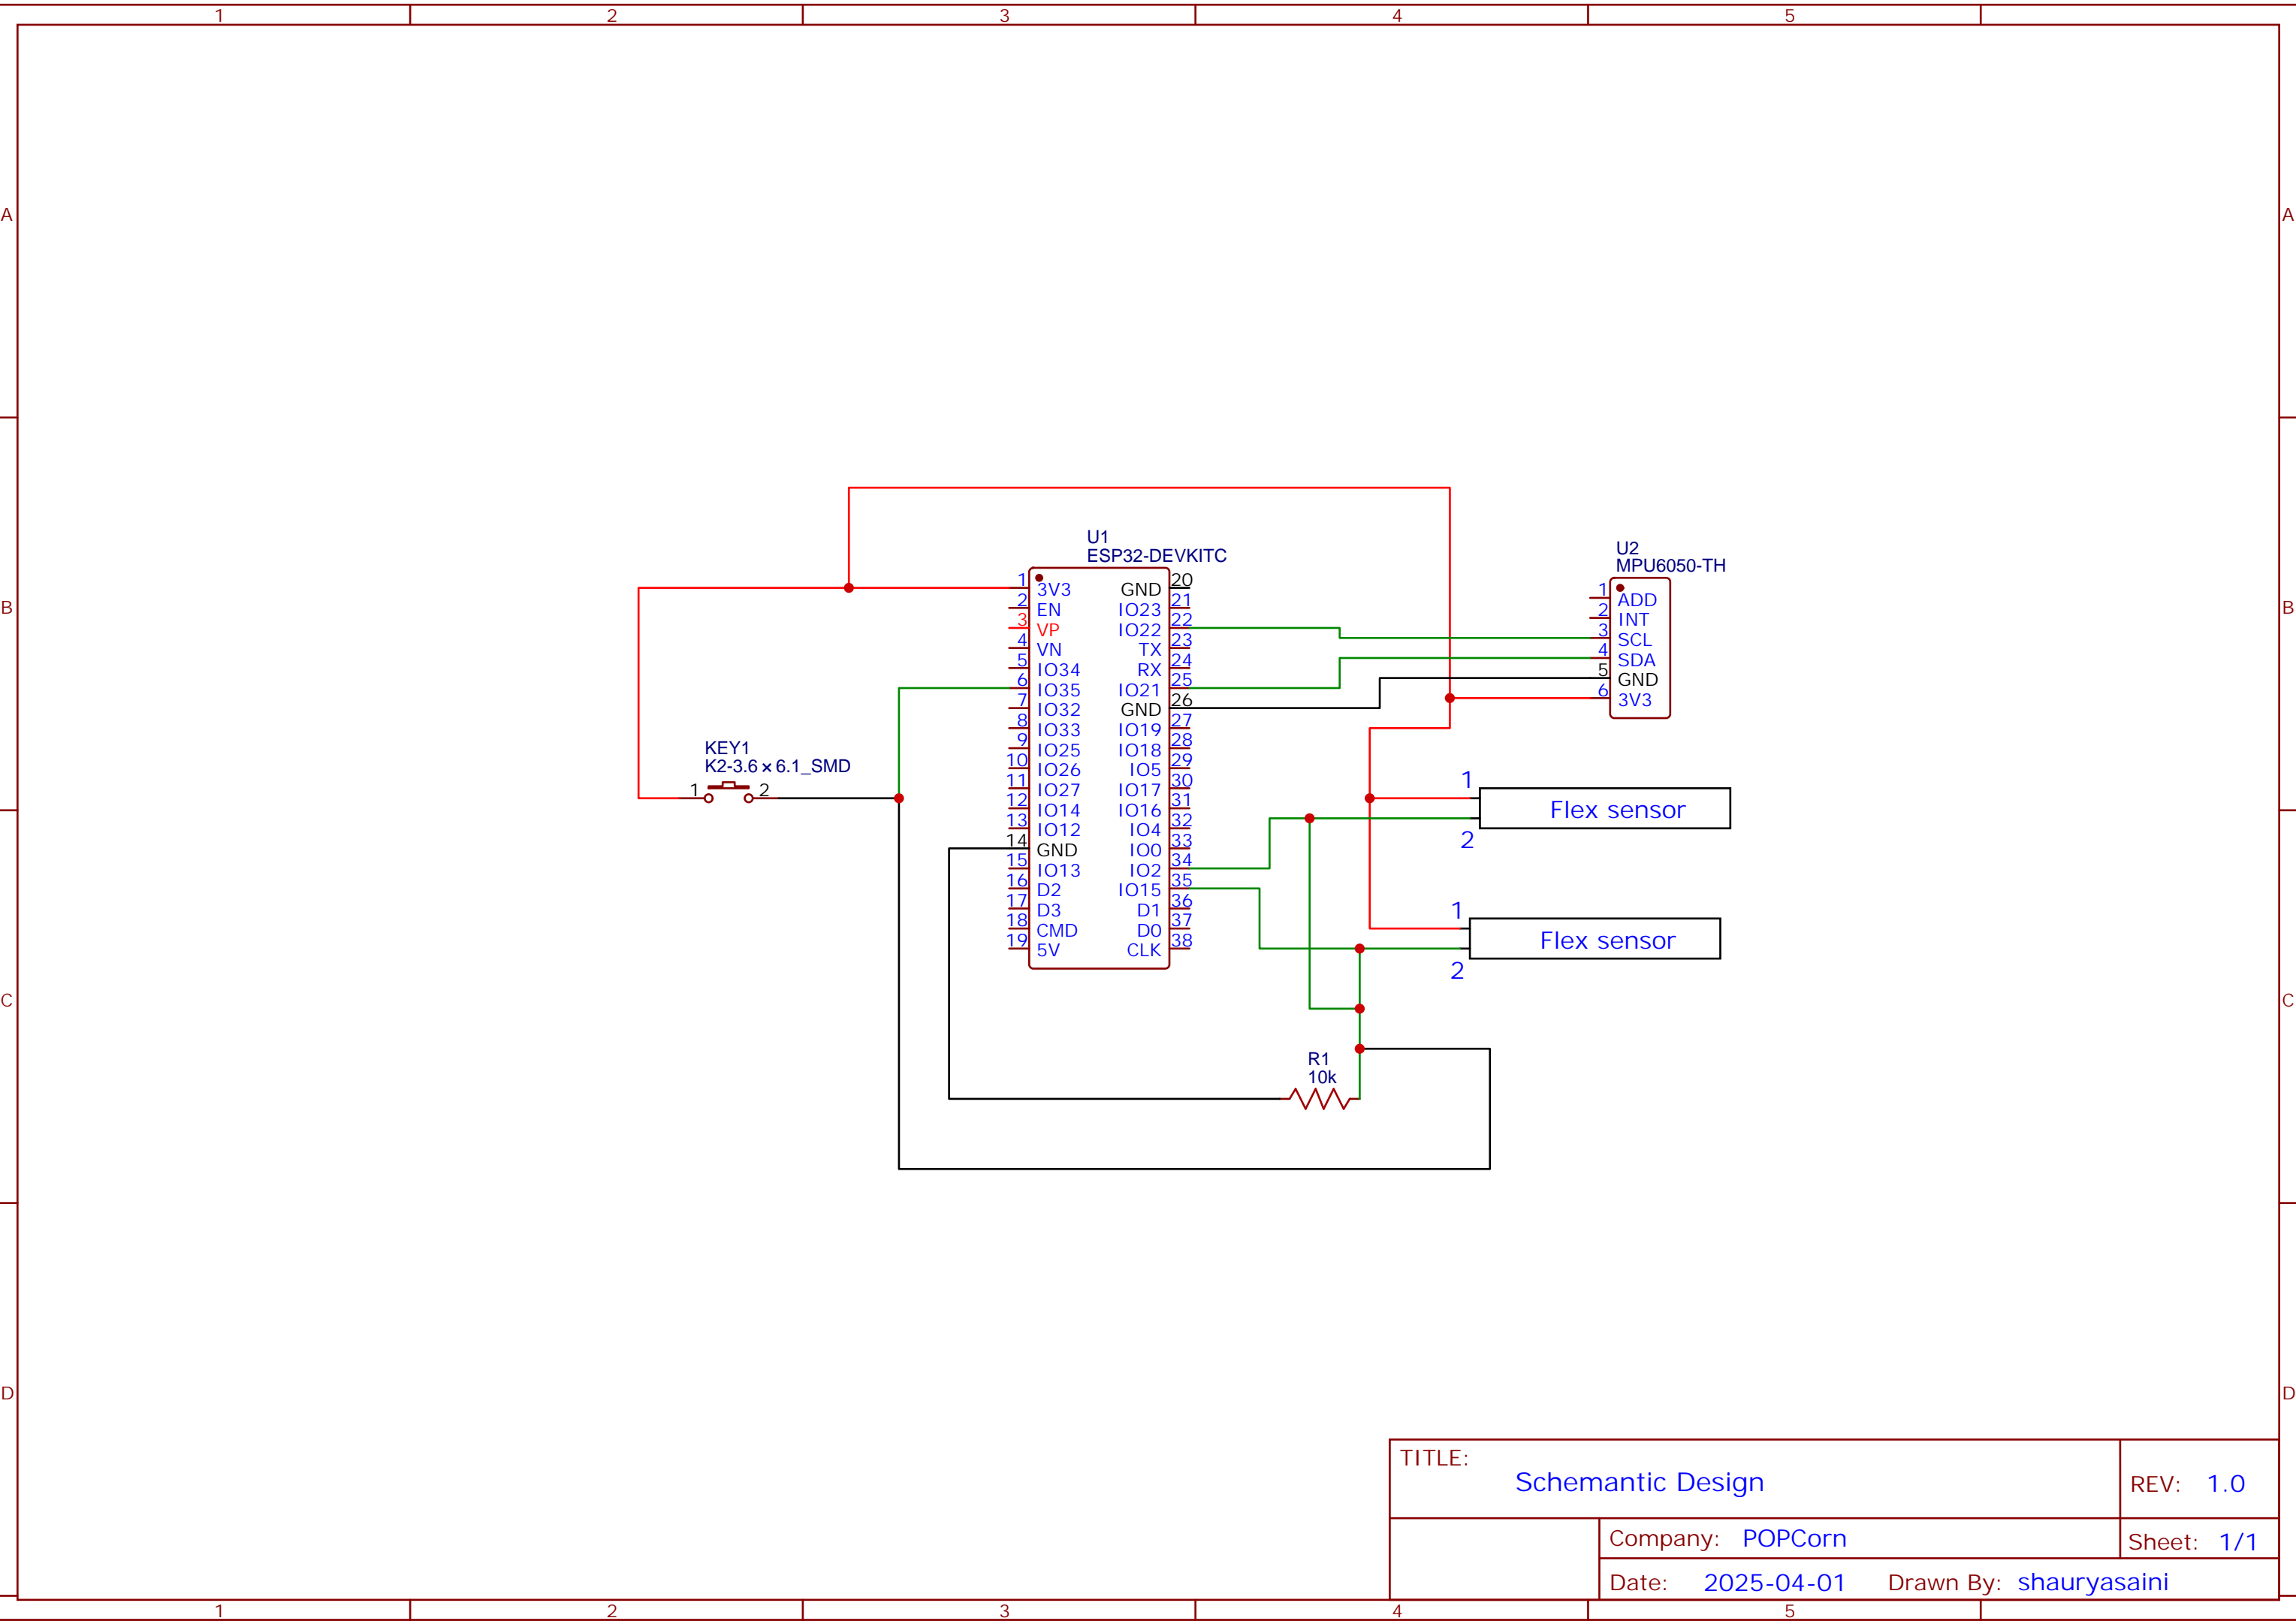 1 2 3 4 5
A A
B B
C C
D D
U1
ESP32-DEVKITC
1 3V3
2 EN
3 VP
4 VN
5 IO34
6 IO35
7 IO32
8 IO33
9 IO25
10 IO26
11 IO27
12 IO14
13 IO12
14 GND
15 IO13
16 D2
17 D3
18 CMD
19 5V
GND 20
IO23 21
IO22 22
TX 23
RX 24
IO21 25
GND 26
IO19 27
IO18 28
IO5 29
IO17 30
IO16 31
IO4 32
IO0 33
IO2 34
IO15 35
D1 36
D0 37
CLK 38
U2
MPU6050-TH
1 ADD
2 INT
3 SCL
4 SDA
5 GND
6 3V3
KEY1
K2-3.6×6.1_SMD
1 2
1
Flex sensor
2
1
Flex sensor
2
R1
10k
TITLE:
Schemantic Design
REV: 1.0
Company: POPCorn
Sheet: 1/1
Date: 2025-04-01 Drawn By: shauryasaini
1 2 3 4 5